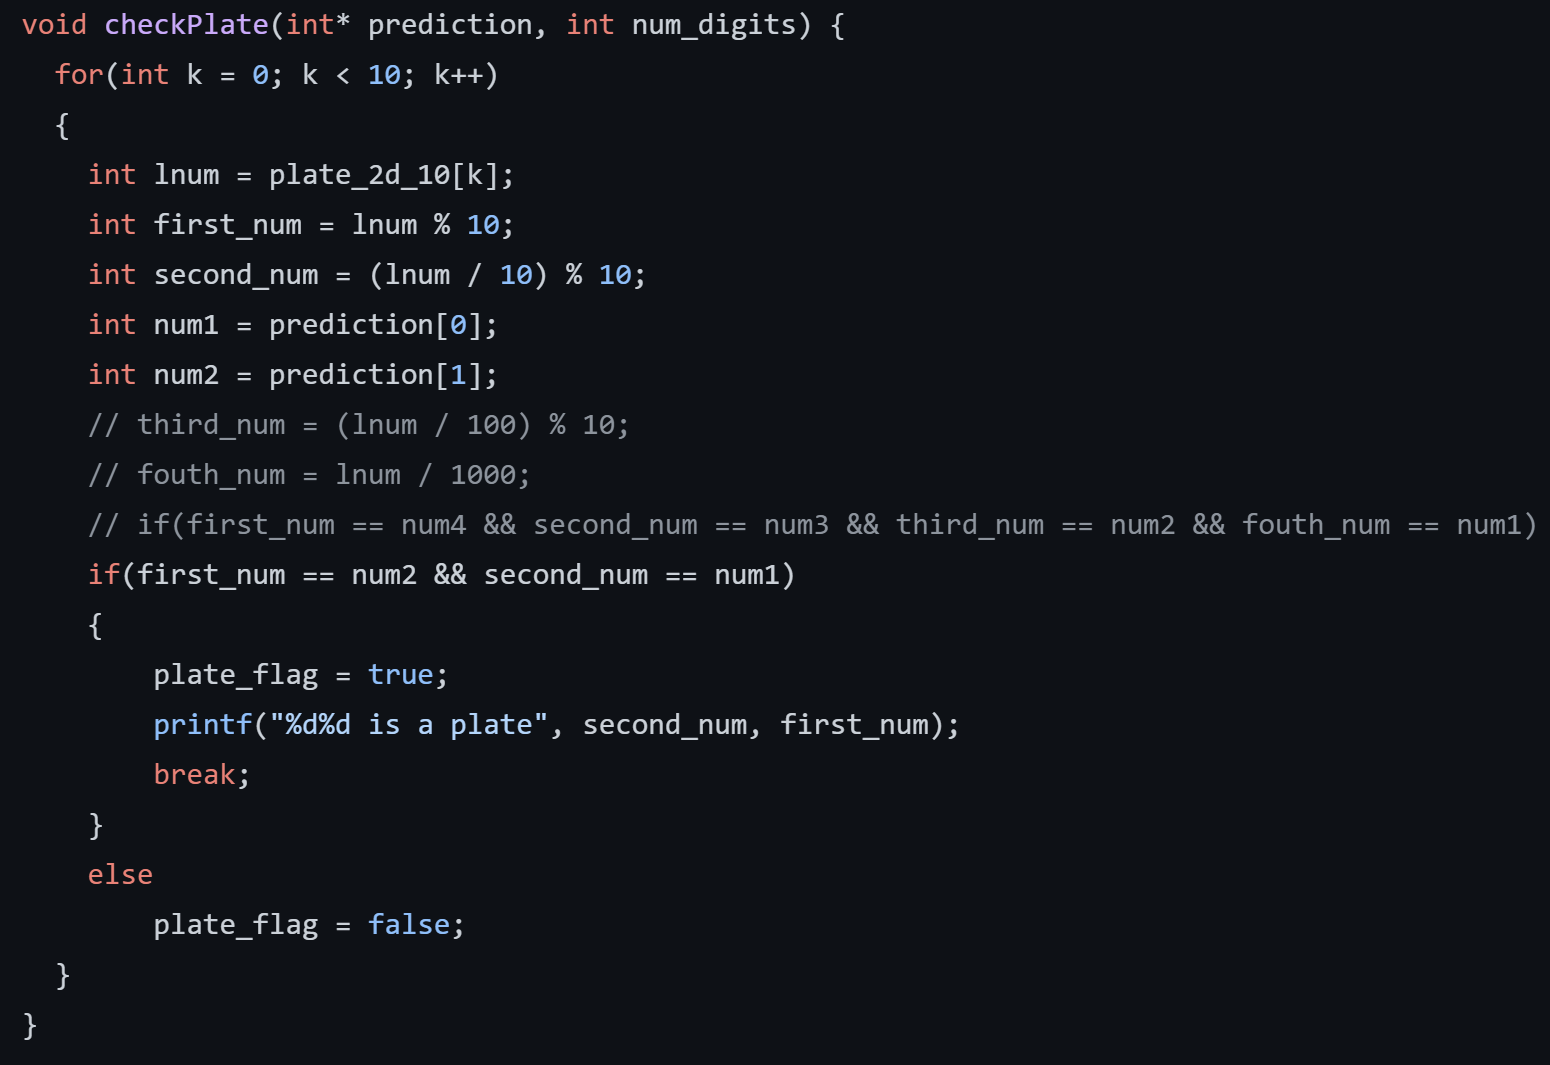 void checkPlate(int* prediction, int num_digits) {
  for(int k = 0; k < 10; k++)
  {
    int lnum = plate_2d_10[k];
    int first_num = lnum % 10;
    int second_num = (lnum / 10) % 10;
    int num1 = prediction[0];
    int num2 = prediction[1];
    // third_num = (lnum / 100) % 10;
    // fouth_num = lnum / 1000;
    // if(first_num == num4 && second_num == num3 && third_num == num2 && fouth_num == num1)
    if(first_num == num2 && second_num == num1)
    {
        plate_flag = true;
        printf("%d%d is a plate", second_num, first_num);
        break;
    }
    else
        plate_flag = false;
  }
}